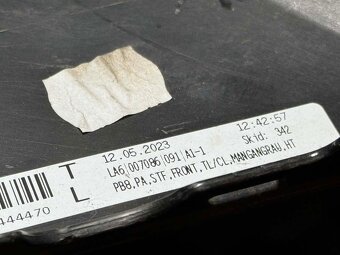 12.05.2023 12:42:57
T LA6|007086|091|A1-1 Skid: 342
L PBB,PA,STF,FRONT,TL/CL,MANGANGRAU,HT
444470